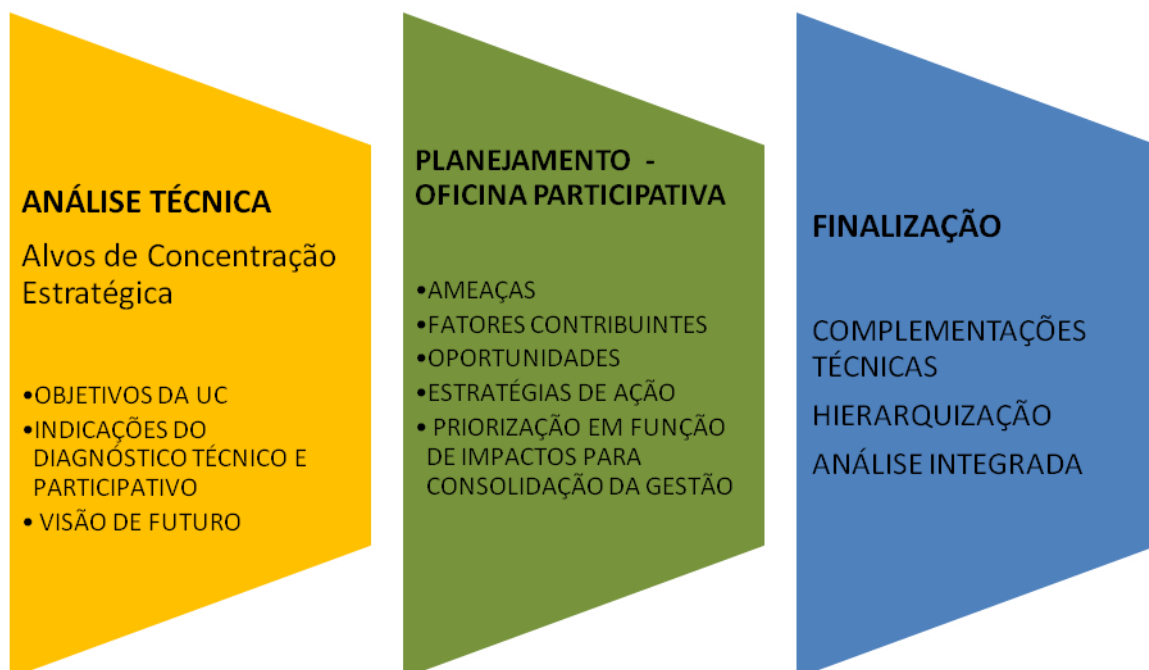 ANÁLISE TÉCNICA
Alvos de Concentração
Estratégica
•OBJETIVOS DA UC
•INDICAÇÕES DO
DIAGNÓSTICO TÉCNICO E
PARTICIPATIVO
• VISÃO DE FUTURO
PLANEJAMENTO -
OFICINA PARTICIPATIVA
•AMEAÇAS
•FATORES CONTRIBUINTES
•OPORTUNIDADES
•ESTRATÉGIAS DE AÇÃO
• PRIORIZAÇÃO EM FUNÇÃO
DE IMPACTOS PARA
CONSOLIDAÇÃO DA GESTÃO
FINALIZAÇÃO
COMPLEMENTAÇÕES
TÉCNICAS
HIERARQUIZAÇÃO
ANÁLISE INTEGRADA